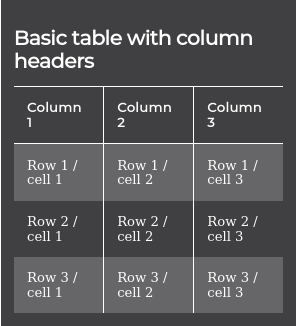 Basic table with column
headers
Column
1
Column
2
Column
3
Row 1 /
cell 1
Row 1 /
cell 2
Row 1 /
cell 3
Row 2 /
cell 1
Row 2 /
cell 2
Row 2 /
cell 3
Row 3 /
cell 1
Row 3 /
cell 2
Row 3 /
cell 3